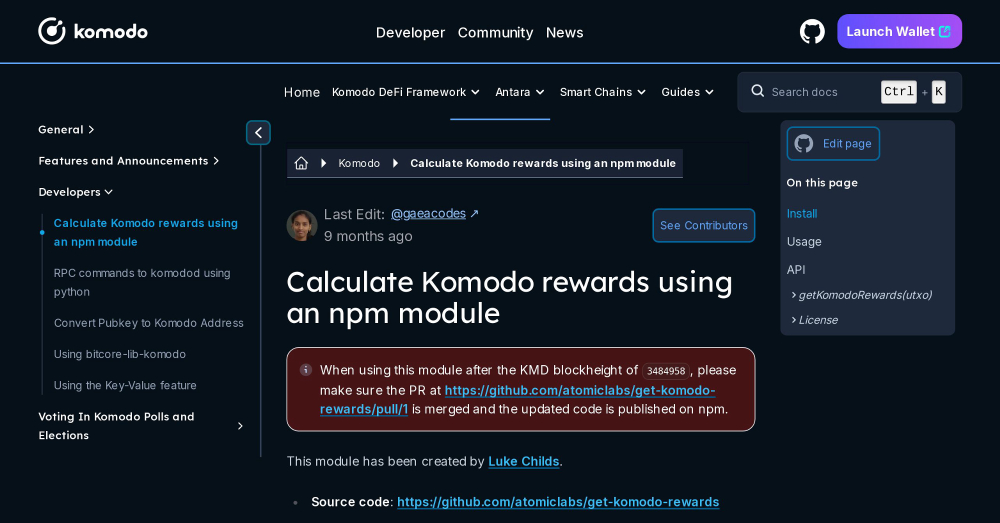 komodo
Developer Community News
Launch Wallet
Home Komodo DeFi Framework Antara Smart Chains Guides
Search docs Ctrl + K
General
Features and Announcements
Developers
Calculate Komodo rewards using
an npm module
RPC commands to komodod using
python
Convert Pubkey to Komodo Address
Using bitcore-lib-komodo
Using the Key-Value feature
Voting In Komodo Polls and
Elections
Komodo Calculate Komodo rewards using an npm module
Last Edit: @gaeacodes ↗
9 months ago
See Contributors
Calculate Komodo rewards using
an npm module
When using this module after the KMD blockheight of 3484958, please
make sure the PR at https://github.com/atomiclabs/get-komodo-
rewards/pull/1 is merged and the updated code is published on npm.
This module has been created by Luke Childs.
• Source code: https://github.com/atomiclabs/get-komodo-rewards
Edit page
On this page
Install
Usage
API
getKomodoRewards(utxo)
License